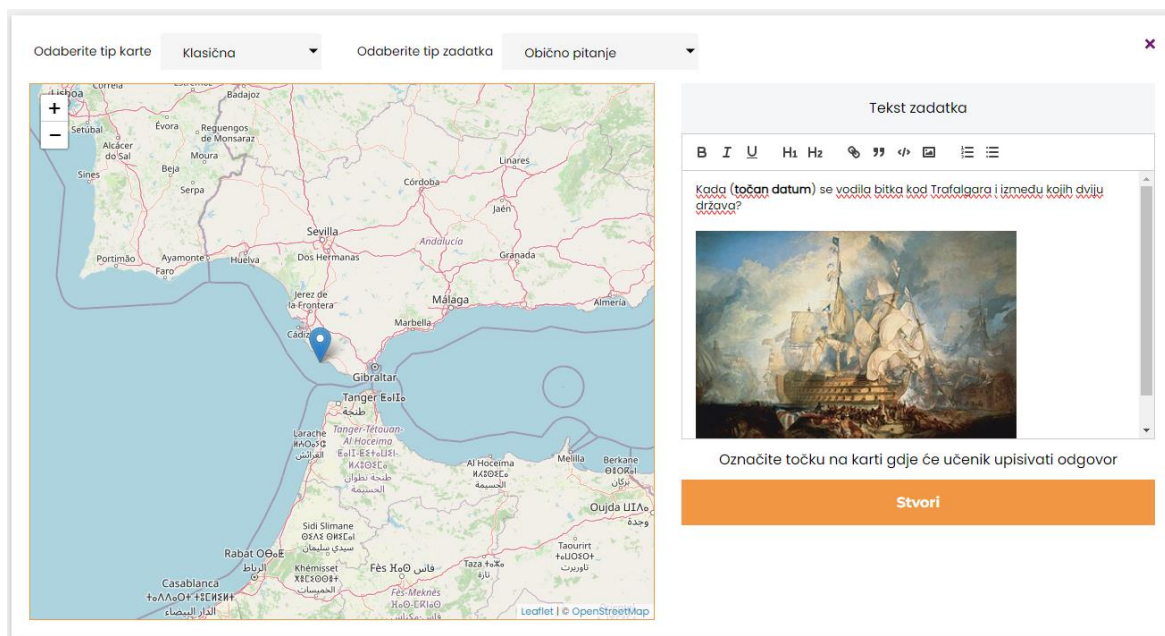 Odaberite tip karte
Klasična
Odaberite tip zadatka
Obično pitanje
×
+
−
Lisboa
Badajoz
Setúbal
Évora
Reguengos
de Monsaraz
Alcácer
do Sal
Moura
Linares
Sines
Beja
Serpa
Córdoba
Jaén
Sevilla
Andalucía
Portimão
Ayamonte
Huelva
Dos Hermanas
Granada
Faro
Jerez de
la Frontera
Málaga
Almería
Cádiz
Marbella
Gibraltar
Tanger
طنجة
Larache
العرائش
Tanger-Tétouan-
Al Hoceima
طنجة تطوان
الحسيمة
Al Hoceima
الحسيمة
Melilla
Berkane
بركان
Oujda
وجدة
Sidi Slimane
سيدي سليمان
Rabat
الرباط
Khémisset
الخميسات
Fès
فاس
Taza
تازة
Taourirt
تاوريرت
Casablanca
الدار البيضاء
Fès-Meknès
فاس-مكناس
Leaflet | © OpenStreetMap
Tekst zadatka
B I U H1 H2
Kada (točan datum) se vodila bitka kod Trafalgara i između kojih dviju
država?
Označite točku na karti gdje će učenik upisivati odgovor
Stvori